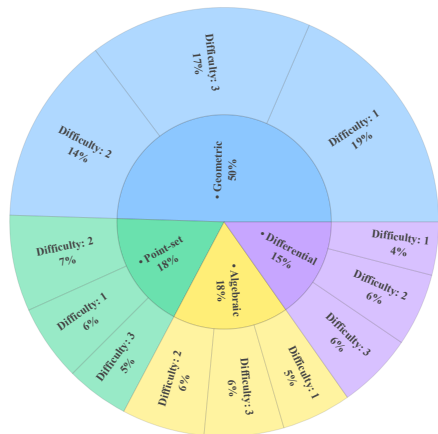 Difficulty: 3
17%
Difficulty: 1
19%
Difficulty: 2
14%
• Geometric
50%
Difficulty: 2
7%
• Point-set
18%
• Algebraic
18%
• Differential
15%
Difficulty: 1
4%
Difficulty: 2
6%
Difficulty: 1
6%
Difficulty: 3
5%
Difficulty: 2
6%
Difficulty: 3
6%
Difficulty: 1
5%
Difficulty: 3
6%